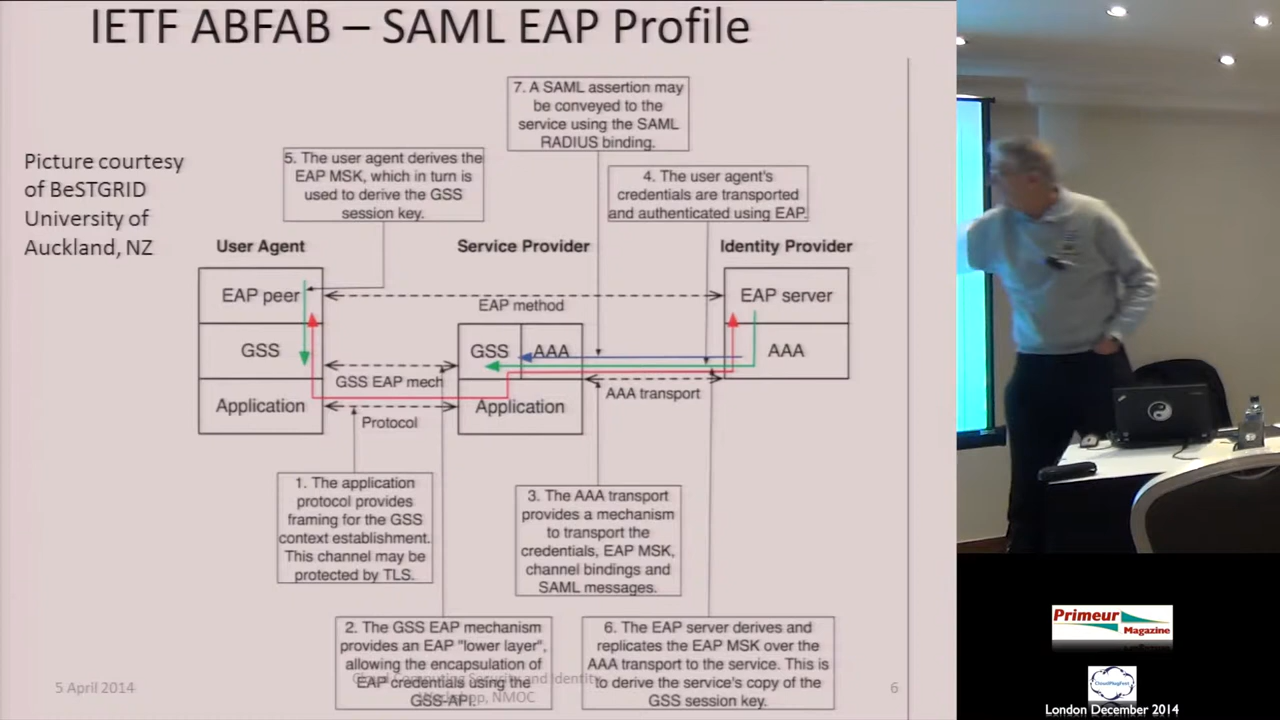 IETF ABFAB – SAML EAP Profile
Picture courtesy
of BeSTGRID
University of
Auckland, NZ
7. A SAML assertion may
be conveyed to the
service using the SAML
RADIUS binding.
5. The user agent derives the
EAP MSK, which in turn is
used to derive the GSS
session key.
4. The user agent's
credentials are transported
and authenticated using EAP.
User Agent
Service Provider
Identity Provider
EAP peer
EAP method
EAP server
GSS
GSS EAP mech
GSS
AAA
AAA
AAA transport
Application
Protocol
Application
1. The application
protocol provides
framing for the GSS
context establishment.
This channel may be
protected by TLS.
3. The AAA transport
provides a mechanism
to transport the
credentials, EAP MSK,
channel bindings and
SAML messages.
2. The GSS EAP mechanism
provides an EAP "lower layer",
allowing the encapsulation of
EAP credentials using the
GSS-API.
6. The EAP server derives and
replicates the EAP MSK over the
AAA transport to the service. This is
to derive the service's copy of the
GSS session key.
5 April 2014
Cloud Computing Security and Identity
Workshop, NMOC
6
Primeur
Magazine
CloudPlugFest
London December 2014